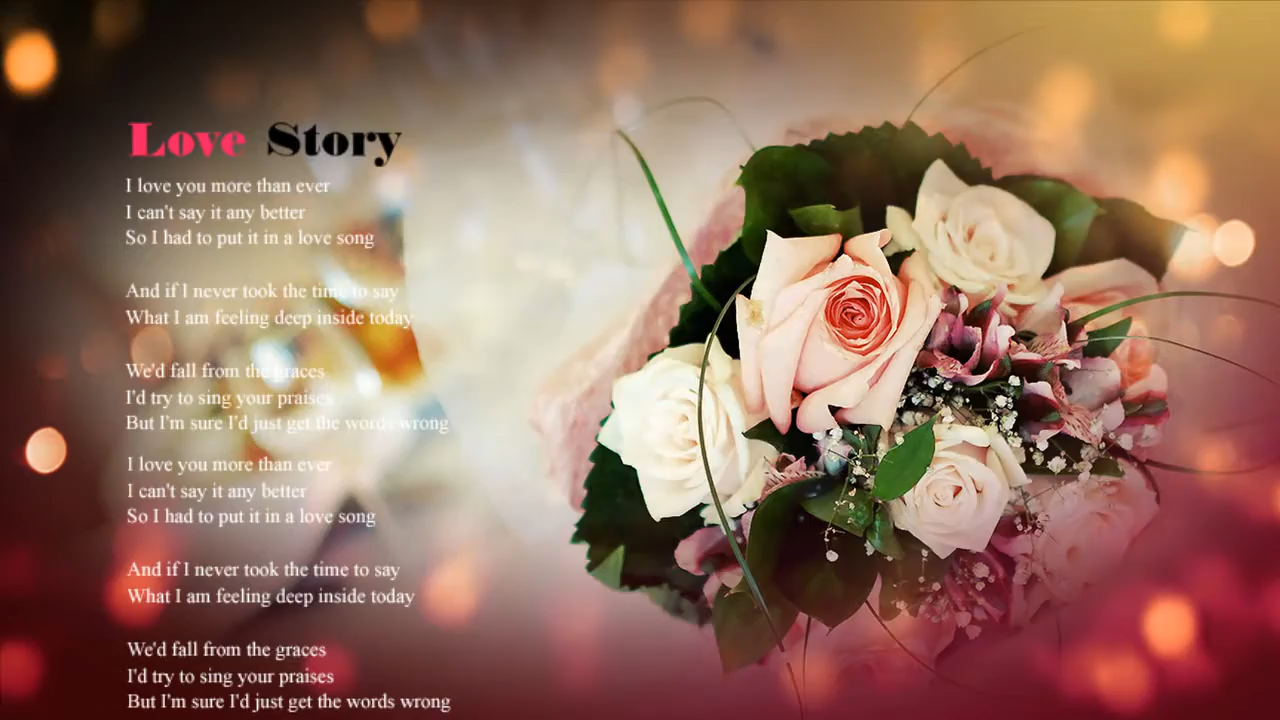 Love Story
I love you more than ever
I can't say it any better
So I had to put it in a love song
And if I never took the time to say
What I am feeling deep inside today
We'd fall from the graces
I'd try to sing your praises
But I'm sure I'd just get the words wrong
I love you more than ever
I can't say it any better
So I had to put it in a love song
And if I never took the time to say
What I am feeling deep inside today
We'd fall from the graces
I'd try to sing your praises
But I'm sure I'd just get the words wrong